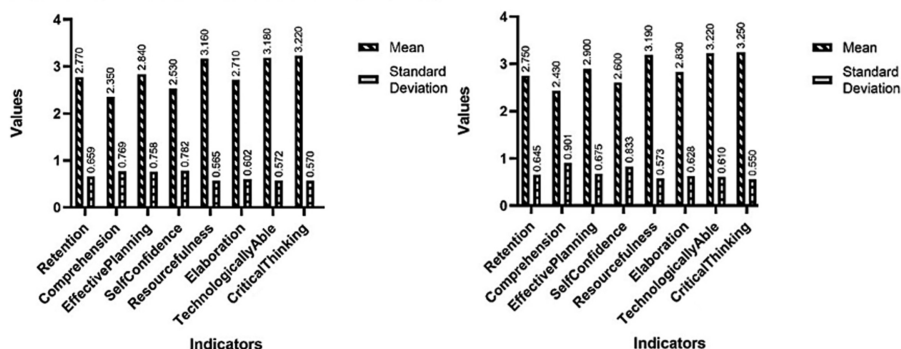 4
3
2
1
0
Values
2.770
0.659
2.350
0.769
2.840
0.758
2.530
0.782
3.160
0.565
2.710
0.602
3.180
0.572
3.220
0.570
Mean
Standard
Deviation
Retention
Comprehension
EffectivePlanning
SelfConfidence
Resourcefulness
Elaboration
TechnologicallyAble
CriticalThinking
Indicators
4
3
2
1
0
Values
2.750
0.645
2.430
0.901
2.900
0.675
2.600
0.833
3.190
0.573
2.830
0.628
3.220
0.610
3.250
0.550
Mean
Standard
Deviation
Retention
Comprehension
EffectivePlanning
SelfConfidence
Resourcefulness
Elaboration
TechnologicallyAble
CriticalThinking
Indicators